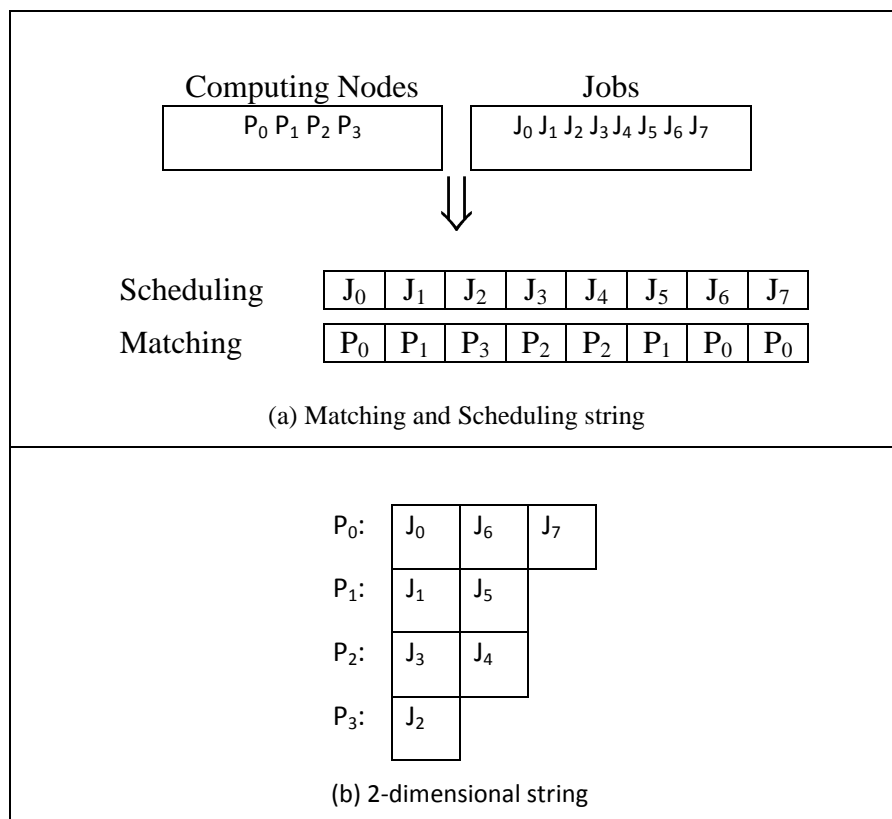 Computing Nodes Jobs
P₀ P₁ P₂ P₃ J₀ J₁ J₂ J₃ J₄ J₅ J₆ J₇
⇓
Scheduling J₀ J₁ J₂ J₃ J₄ J₅ J₆ J₇
Matching P₀ P₁ P₃ P₂ P₂ P₁ P₀ P₀
(a) Matching and Scheduling string
P₀: J₀ J₆ J₇
P₁: J₁ J₅
P₂: J₃ J₄
P₃: J₂
(b) 2-dimensional string